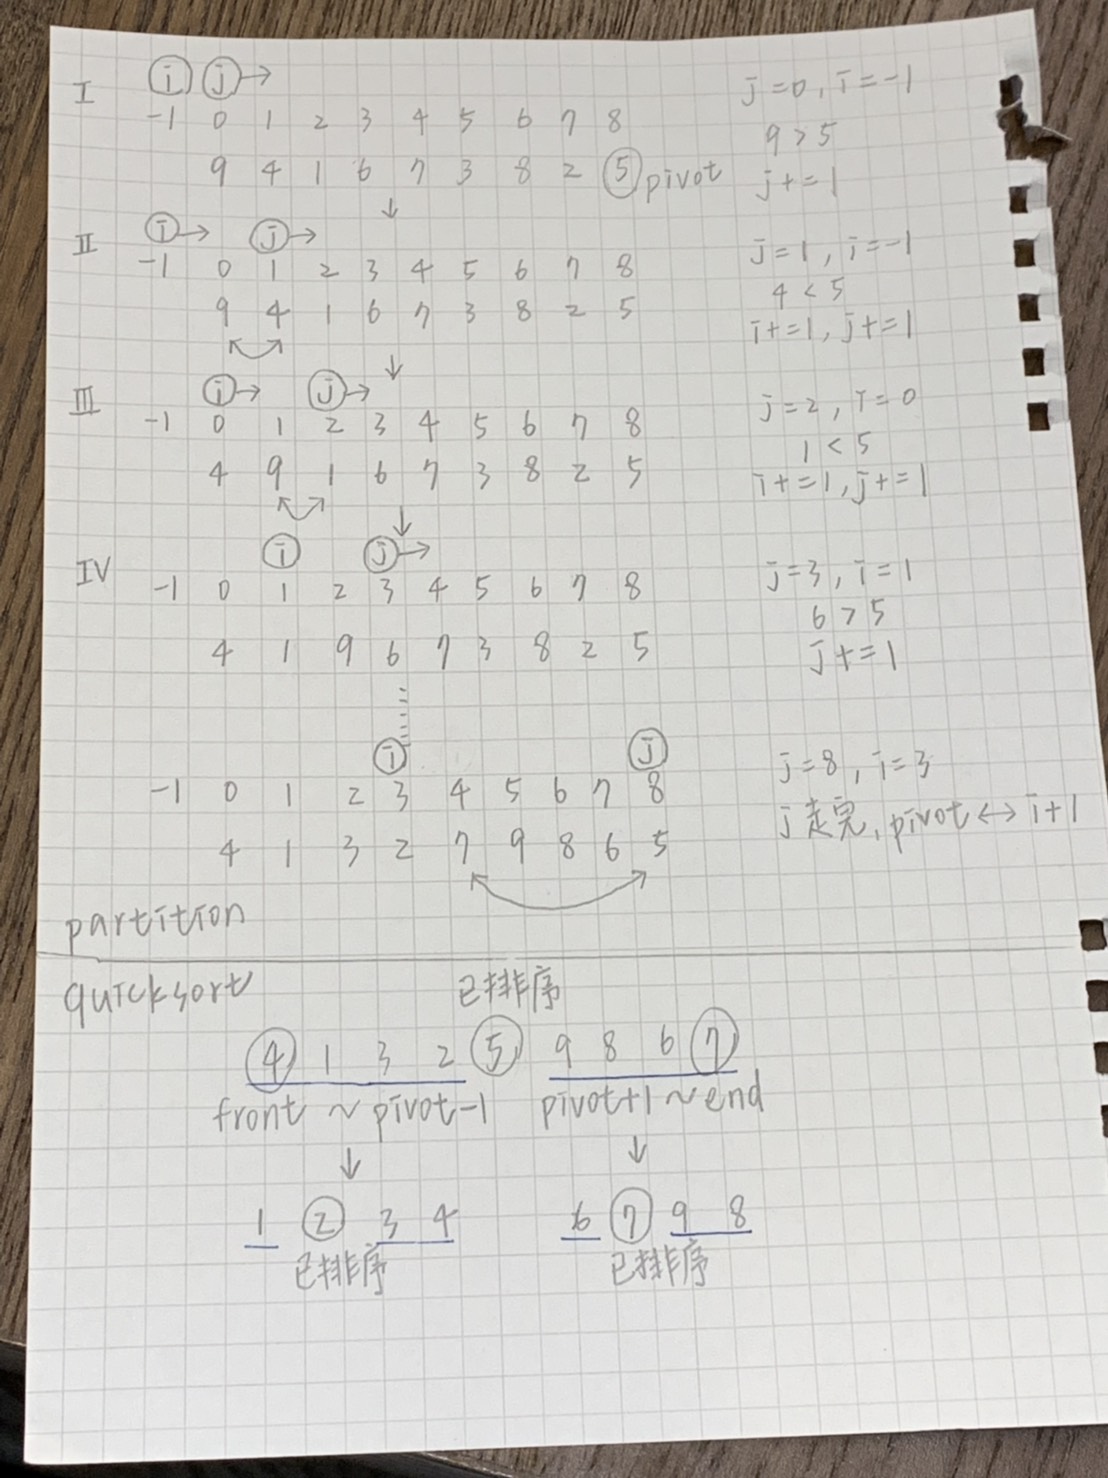 I i j →
-1 0 1 2 3 4 5 6 7 8
9 4 1 6 7 3 8 2 5 pivot
j=0, i=-1
9 > 5
j+=1
↓
II i → j →
-1 0 1 2 3 4 5 6 7 8
9 4 1 6 7 3 8 2 5
j=1, i=-1
4 < 5
i+=1, j+=1
↓
III i → j →
-1 0 1 2 3 4 5 6 7 8
4 9 1 6 7 3 8 2 5
j=2, i=0
1 < 5
i+=1, j+=1
↓
IV i j →
-1 0 1 2 3 4 5 6 7 8
4 1 9 6 7 3 8 2 5
j=3, i=1
6 > 5
j+=1
i j
-1 0 1 2 3 4 5 6 7 8
4 1 3 2 7 9 8 6 5
j=8, i=3
j 走完, pivot ↔ i+1
partition
quicksort 已排序
4 1 3 2 5 9 8 6 7
front ~ pivot-1 pivot+1 ~ end
↓ ↓
1 2 3 4 6 7 9 8
已排序 已排序